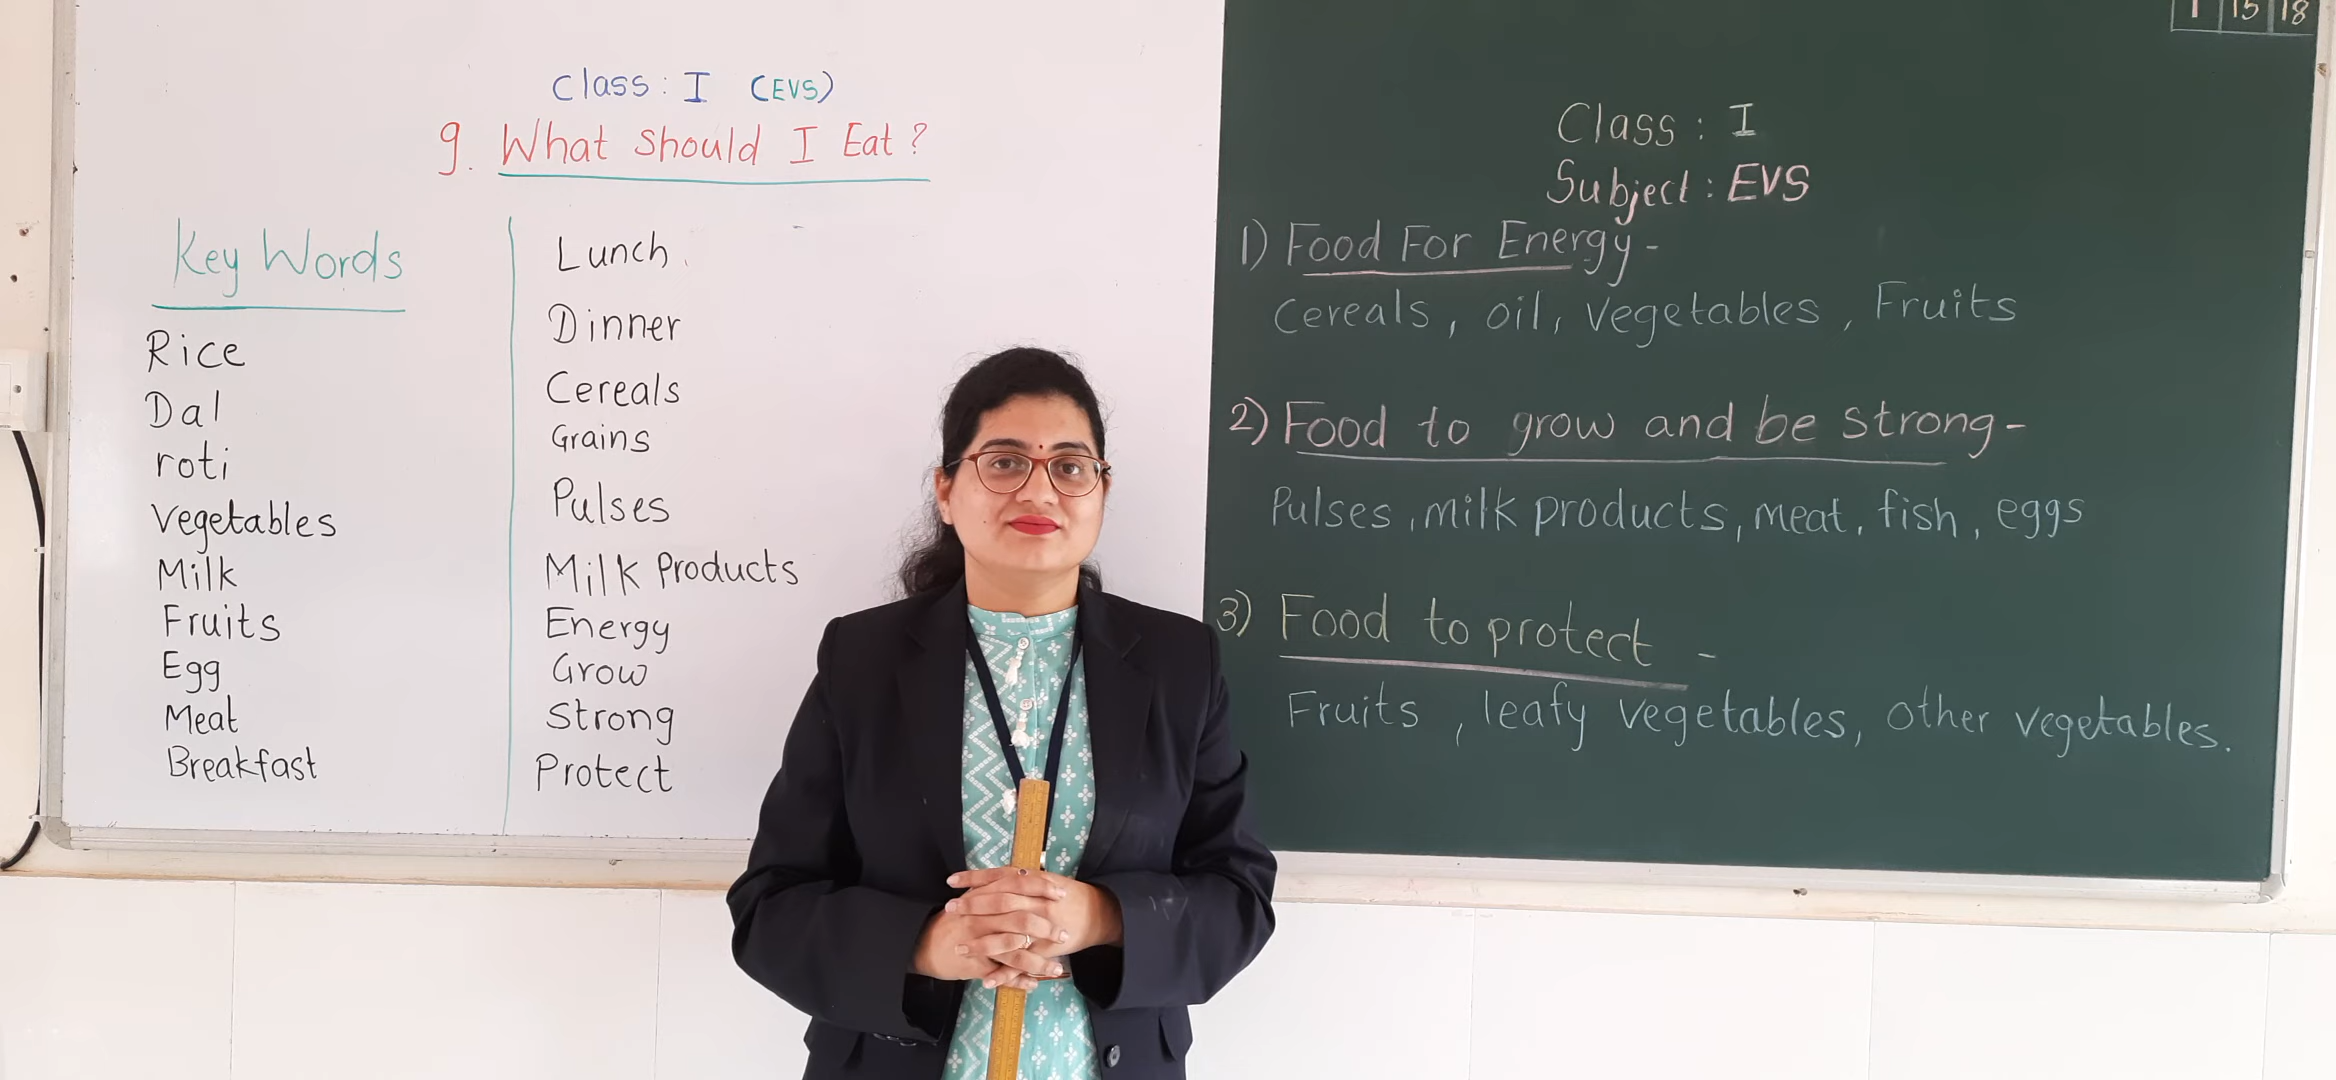 Class : I (EVS)
9. What Should I Eat ?
Key Words
Rice
Dal
roti
Vegetables
Milk
Fruits
Egg
Meat
Breakfast
Lunch
Dinner
Cereals
Grains
Pulses
Milk Products
Energy
Grow
Strong
Protect
1 15 18
Class : I
Subject : EVS
1) Food For Energy -
Cereals, oil, Vegetables, Fruits
2) Food to grow and be strong -
Pulses, milk products, meat, fish, eggs
3) Food to protect -
Fruits, leafy vegetables, other vegetables.